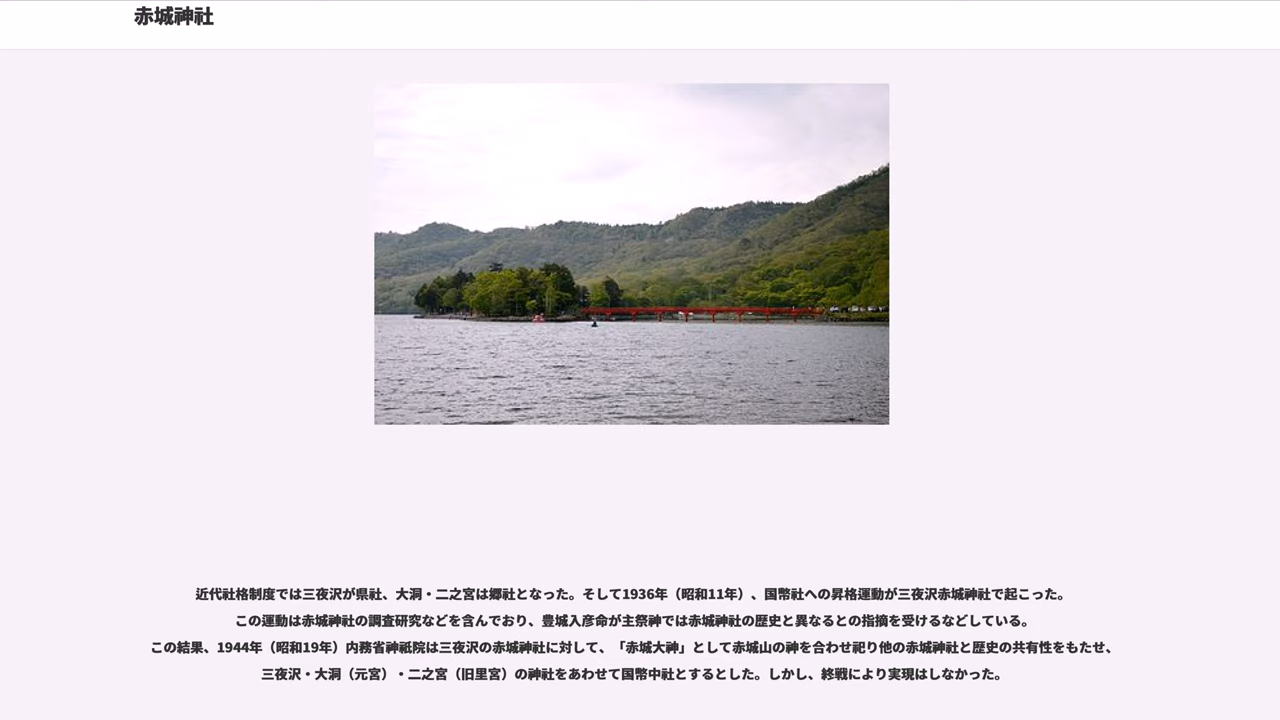 赤城神社
近代社格制度では三夜沢が県社、大洞・二之宮は郷社となった。そして1936年（昭和11年）、国幣社への昇格運動が三夜沢赤城神社で起こった。
この運動は赤城神社の調査研究などを含んでおり、豊城入彦命が主祭神では赤城神社の歴史と異なるとの指摘を受けるなどしている。
この結果、1944年（昭和19年）内務省神祇院は三夜沢の赤城神社に対して、「赤城大神」として赤城山の神を合わせ祀り他の赤城神社と歴史の共有性をもたせ、
三夜沢・大洞（元宮）・二之宮（旧里宮）の神社をあわせて国幣中社とするとした。しかし、終戦により実現はしなかった。